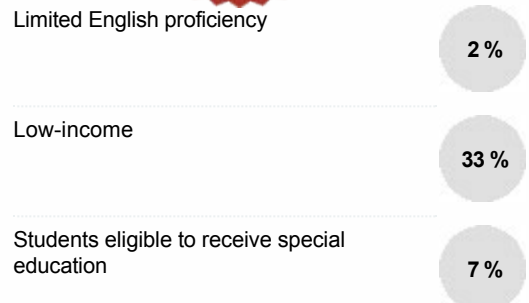 Limited English proficiency
2 %
Low-income
33 %
Students eligible to receive special
education
7 %